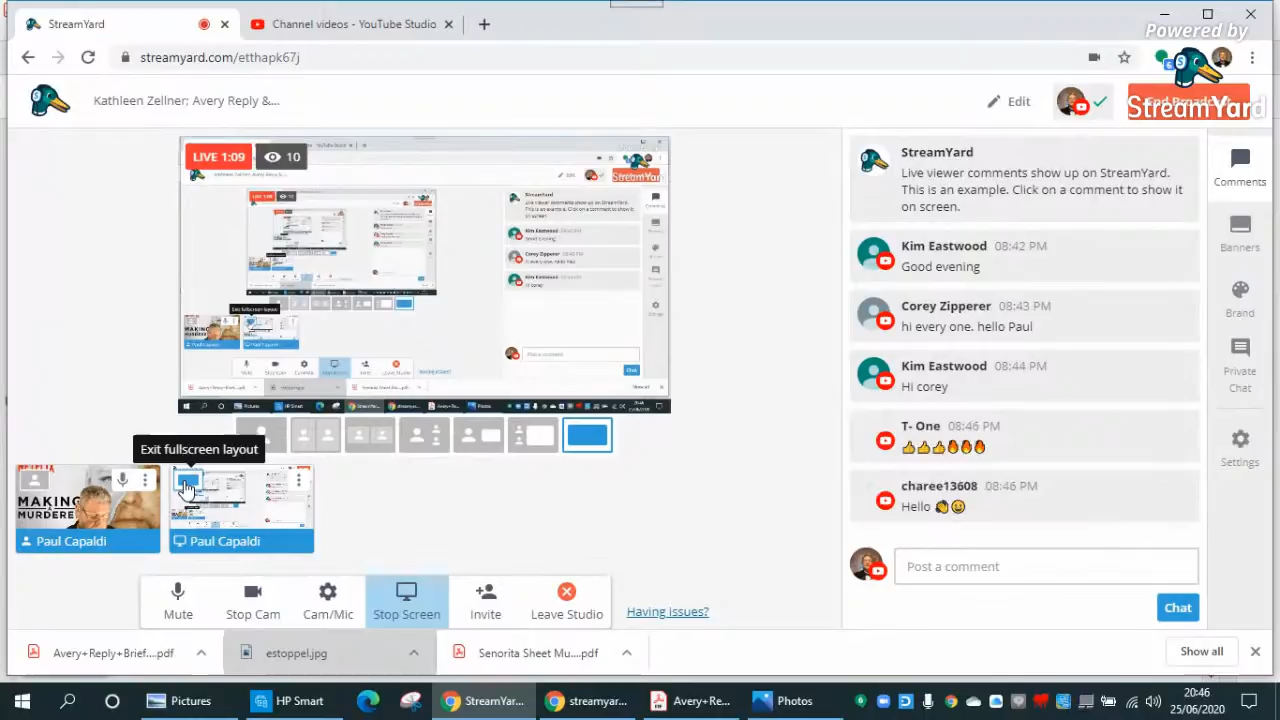 StreamYard
Channel videos - YouTube Studio
streamyard.com/etthapk67j
Powered by
StreamYard
Kathleen Zellner; Avery Reply &...
Edit
LIVE 1:09
10
StreamYard
Live viewer comments show up on StreamYard.
This is an example. Click on a comment to show it
on screen.
Kim Eastwood 08:42 PM
Good evening
Corey Zipperer 08:43 PM
Hi every one. hello Paul
Kim Eastwood 08:44 PM
Hi corey
T- One 08:46 PM
👍👍👍🔥🔥🔥
charee13608 08:46 PM
Hello
Post a comment
Chat
Comments
Banners
Brand
Private
Chat
Settings
Exit fullscreen layout
NETFLIX
MAKING
MURDERER
Paul Capaldi
Paul Capaldi
Mute
Stop Cam
Cam/Mic
Stop Screen
Invite
Leave Studio
Having issues?
Avery+Reply+Brief....pdf
estoppel.jpg
Senorita Sheet Mu....pdf
Show all
Pictures
HP Smart
StreamYar...
streamyar...
Avery+Re...
Photos
20:46
25/06/2020